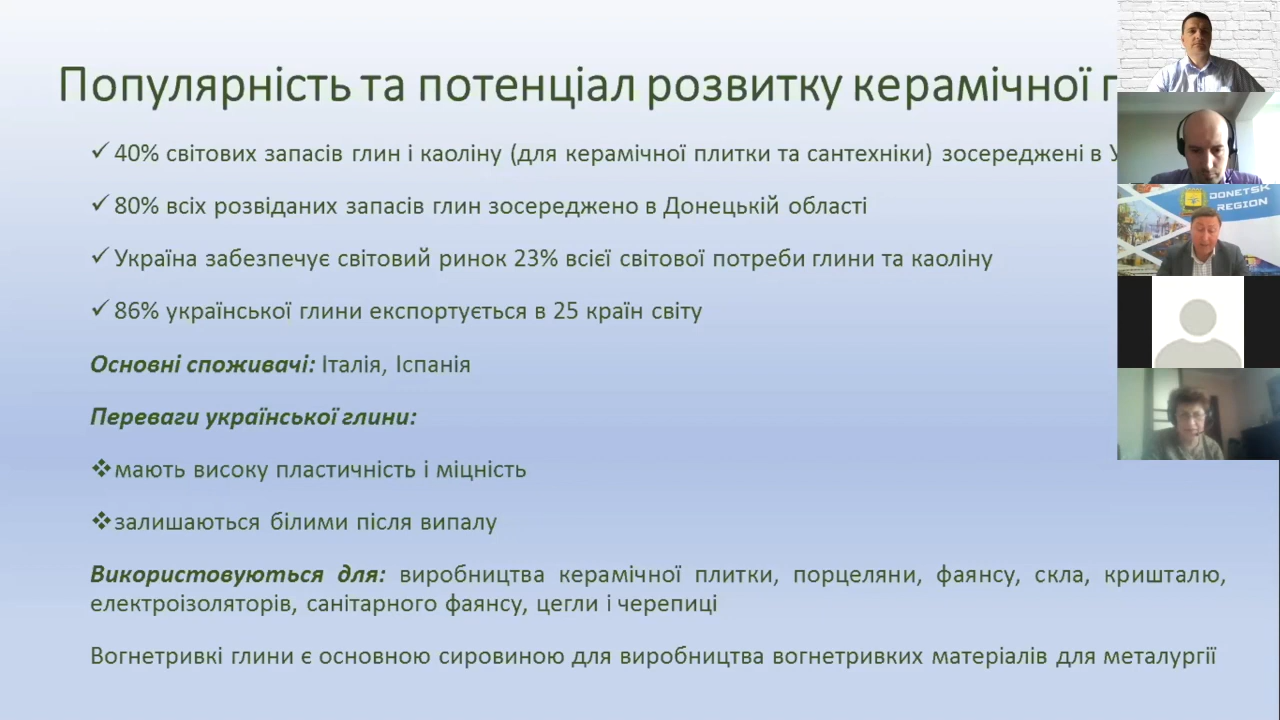 Популярність та потенціал розвитку керамічної
40% світових запасів глин і каоліну (для керамічної плитки та сантехніки) зосереджені в
80% всіх розвіданих запасів глин зосереджено в Донецькій області
Україна забезпечує світовий ринок 23% всієї світової потреби глини та каоліну
86% української глини експортується в 25 країн світу
Основні споживачі: Італія, Іспанія
Переваги української глини:
мають високу пластичність і міцність
залишаються білими після випалу
Використовуються для: виробництва керамічної плитки, порцеляни, фаянсу, скла, кришталю,
електроізоляторів, санітарного фаянсу, цегли і черепиці
Вогнетривкі глини є основною сировиною для виробництва вогнетривких матеріалів для металургії
DONETSK
REGION